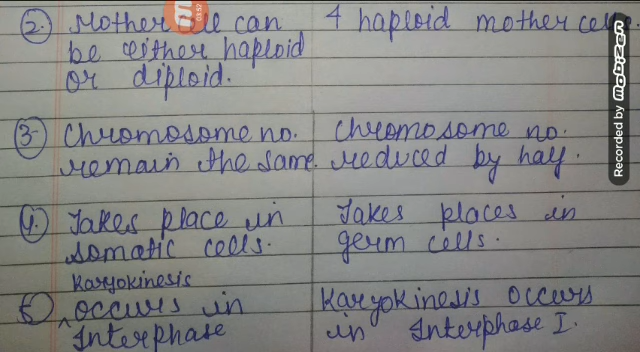 2.) Mother can
be either haploid
or diploid.
4 haploid mother
3- Chromosome no.
remain the same.
Chromosome no.
reduced by half.
4. Takes place in
somatic cells.
Takes places in
germ cells.
Karyokinesis
occurs in
Interphase
Karyokinesis occurs
in Interphase I.
03:52
Recorded by MOBIZEN